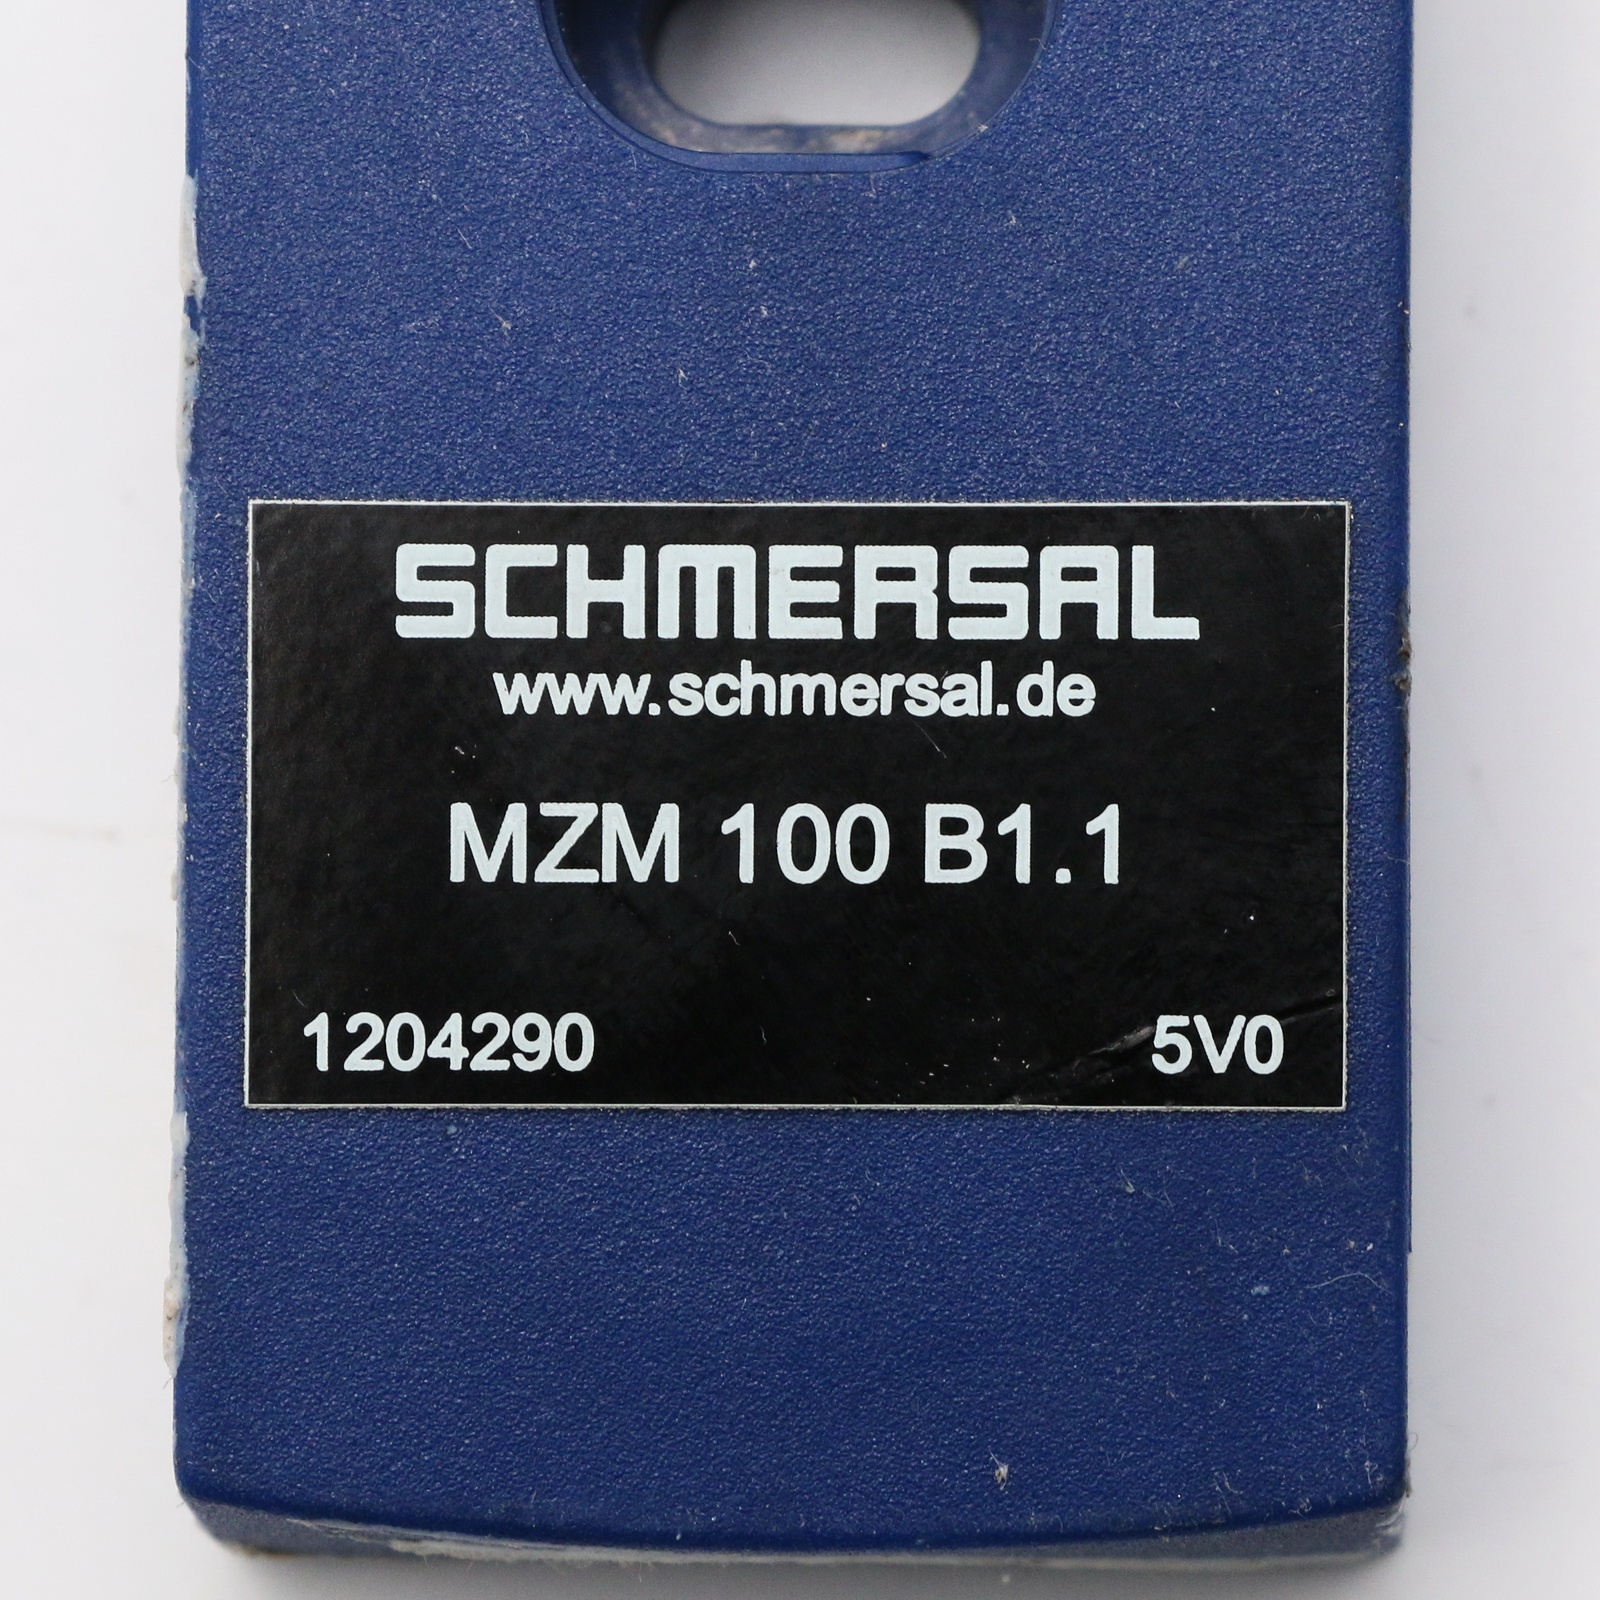 SCHMERSAL
www.schmersal.de
MZM 100 B1.1
1204290 5V0